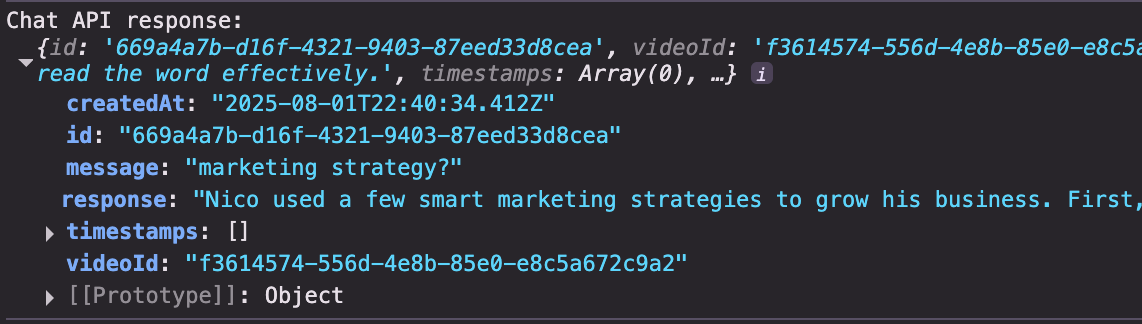 Chat API response:
{id: '669a4a7b-d16f-4321-9403-87eed33d8cea', videoId: 'f3614574-556d-4e8b-85e0-e8c5a
read the word effectively.', timestamps: Array(0), …} i
createdAt: "2025-08-01T22:40:34.412Z"
id: "669a4a7b-d16f-4321-9403-87eed33d8cea"
message: "marketing strategy?"
response: "Nico used a few smart marketing strategies to grow his business. First,
timestamps: []
videoId: "f3614574-556d-4e8b-85e0-e8c5a672c9a2"
[[Prototype]]: Object